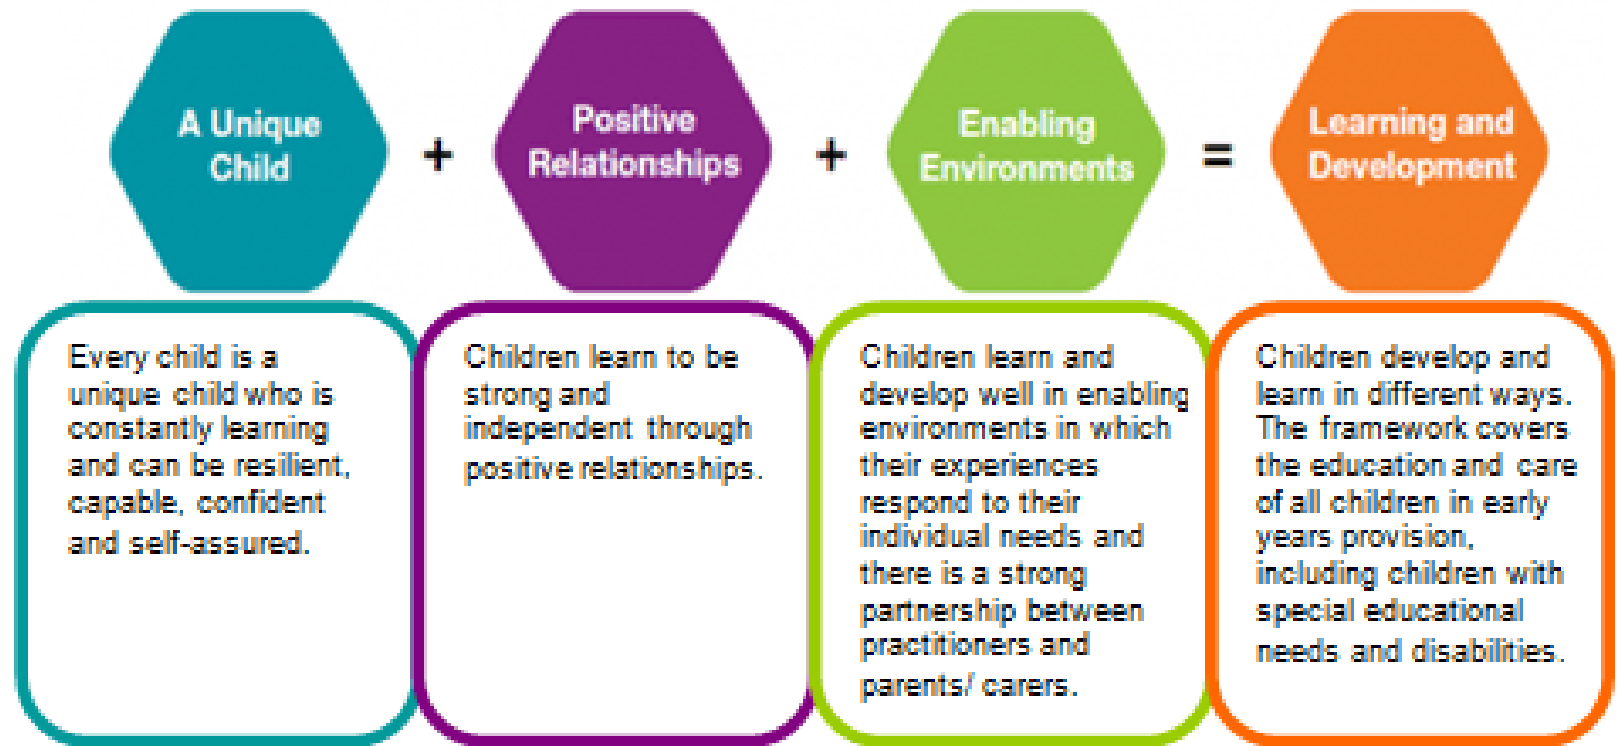 A Unique
Child
+
Positive
Relationships
+
Enabling
Environments
=
Learning and
Development
Every child is a
unique child who is
constantly learning
and can be resilient,
capable, confident
and self-assured.
Children learn to be
strong and
independent through
positive relationships.
Children learn and
develop well in enabling
environments in which
their experiences
respond to their
individual needs and
there is a strong
partnership between
practitioners and
parents/ carers.
Children develop and
learn in different ways.
The framework covers
the education and care
of all children in early
years provision,
including children with
special educational
needs and disabilities.